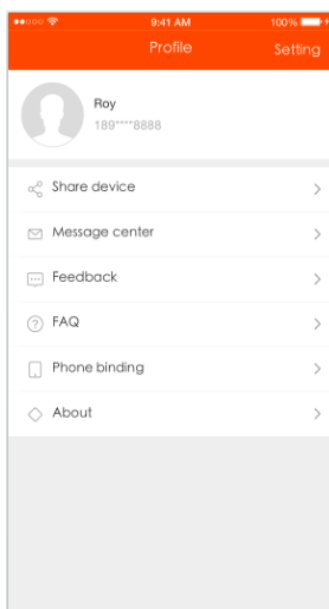 9:41 AM 100%
Profile Setting
Roy
189****8888
Share device
Message center
Feedback
FAQ
Phone binding
About